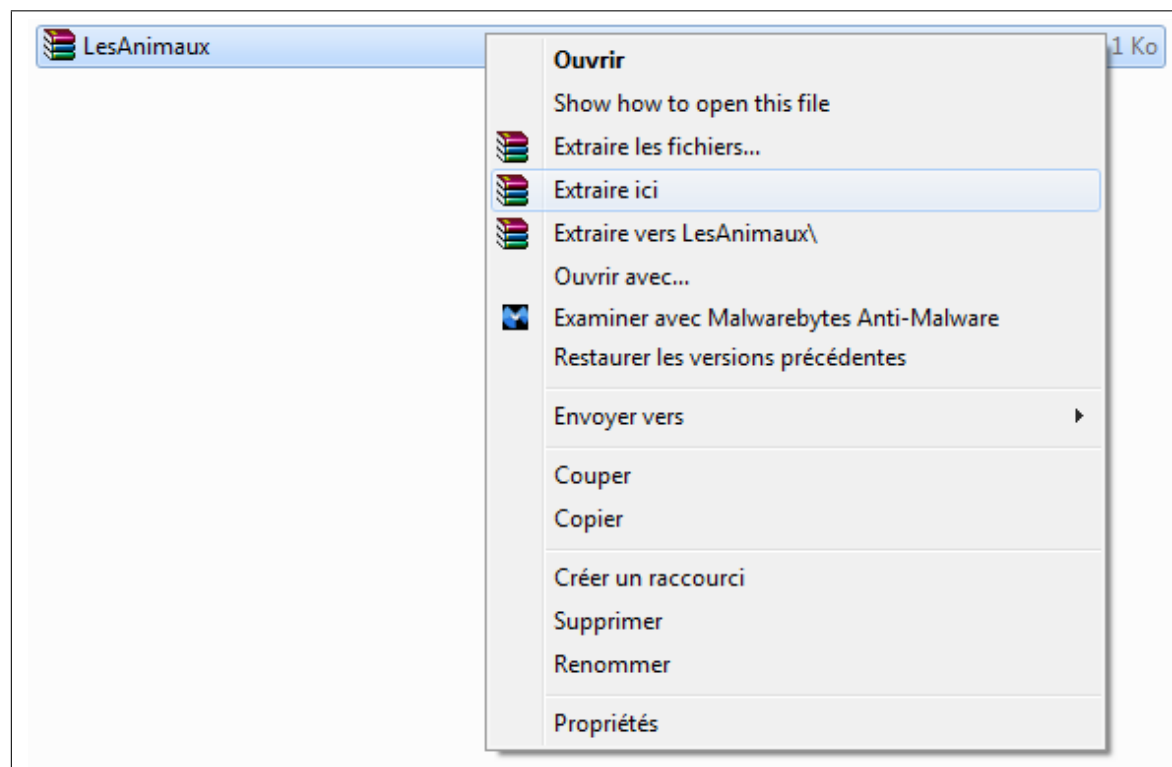 LesAnimaux
1 Ko
Ouvrir
Show how to open this file
Extraire les fichiers...
Extraire ici
Extraire vers LesAnimaux\
Ouvrir avec...
Examiner avec Malwarebytes Anti-Malware
Restaurer les versions précédentes
Envoyer vers
Couper
Copier
Créer un raccourci
Supprimer
Renommer
Propriétés